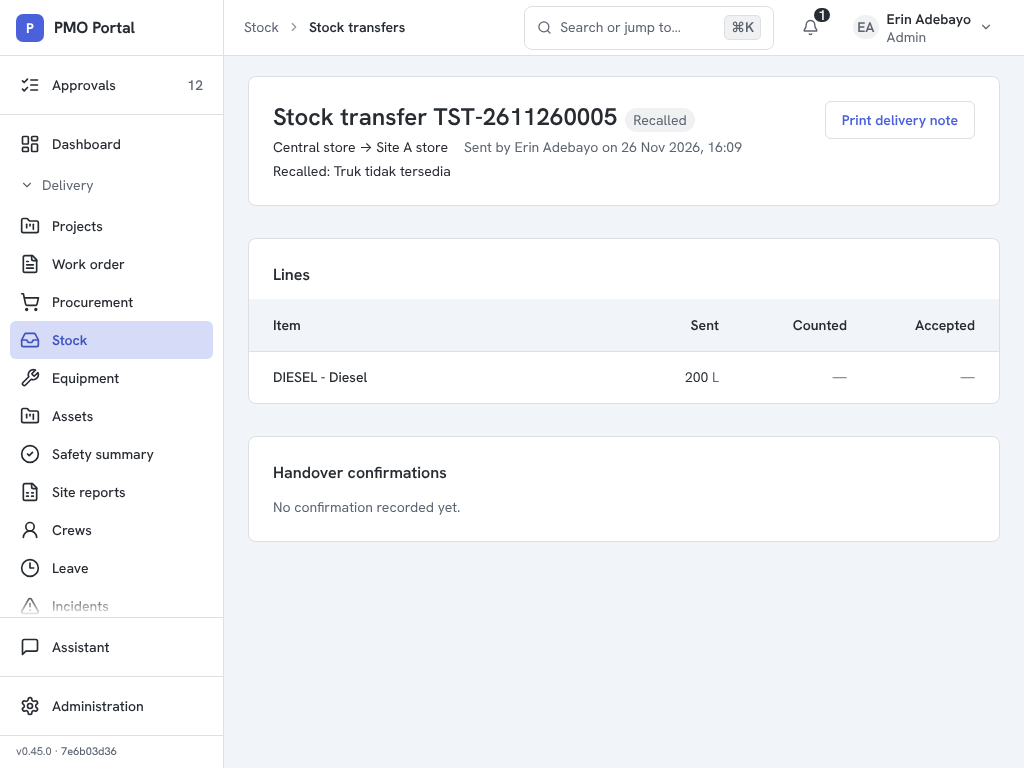 P PMO Portal
Stock > Stock transfers
Search or jump to...
⌘K
1
EA
Erin Adebayo
Admin
Approvals 12
Dashboard
Delivery
Projects
Work order
Procurement
Stock
Equipment
Assets
Safety summary
Site reports
Crews
Leave
Incidents
Assistant
Administration
v0.45.0 · 7e6b03d36
Stock transfer TST-2611260005 Recalled
Print delivery note
Central store → Site A store Sent by Erin Adebayo on 26 Nov 2026, 16:09
Recalled: Truk tidak tersedia
Lines
Item Sent Counted Accepted
DIESEL - Diesel 200 L — —
Handover confirmations
No confirmation recorded yet.